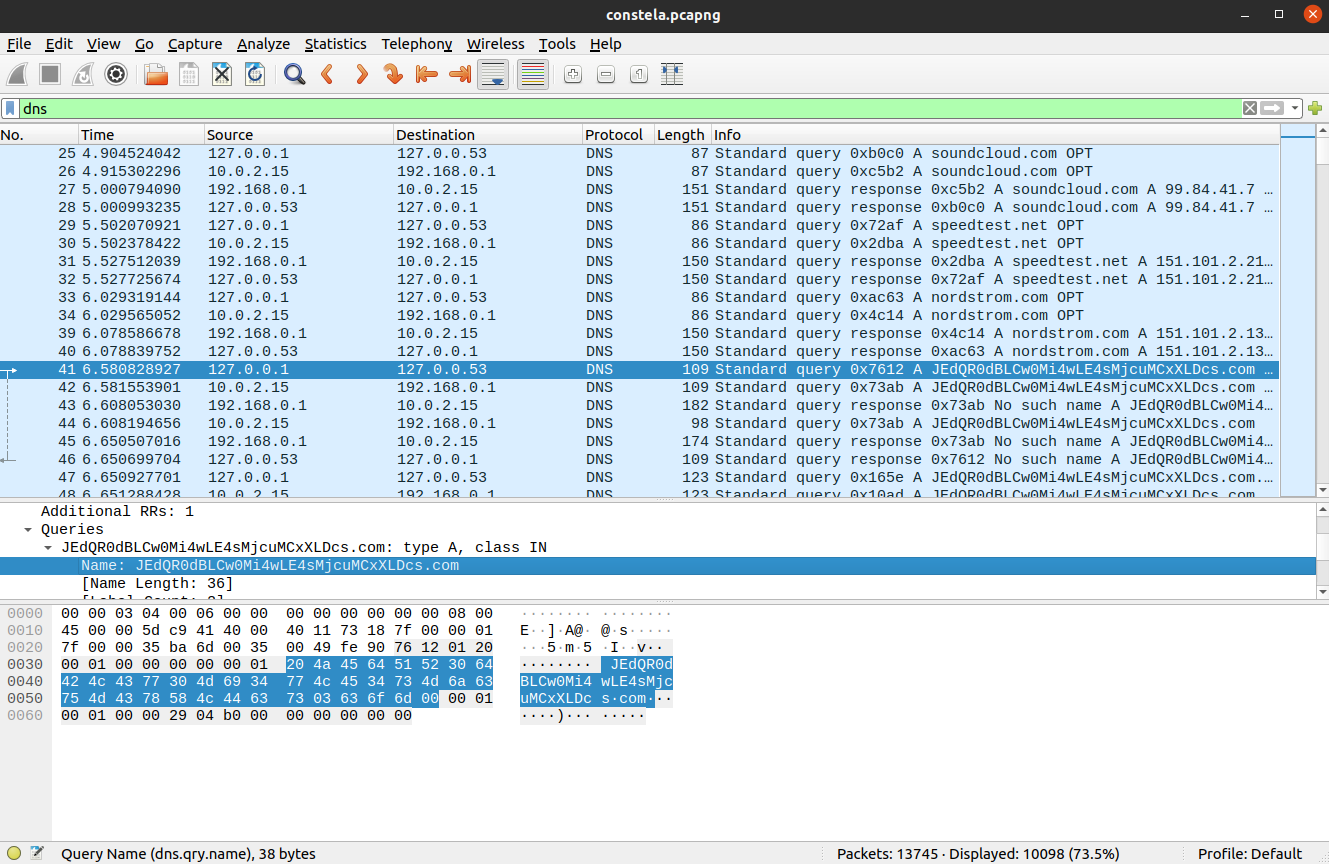 constela.pcapng
File Edit View Go Capture Analyze Statistics Telephony Wireless Tools Help
dns
No. Time Source Destination Protocol Length Info
25 4.904524042 127.0.0.1 127.0.0.53 DNS 87 Standard query 0xb0c0 A soundcloud.com OPT
26 4.915302296 10.0.2.15 192.168.0.1 DNS 87 Standard query 0xc5b2 A soundcloud.com OPT
27 5.000794090 192.168.0.1 10.0.2.15 DNS 151 Standard query response 0xc5b2 A soundcloud.com A 99.84.41.7 …
28 5.000993235 127.0.0.53 127.0.0.1 DNS 151 Standard query response 0xb0c0 A soundcloud.com A 99.84.41.7 …
29 5.502070921 127.0.0.1 127.0.0.53 DNS 86 Standard query 0x72af A speedtest.net OPT
30 5.502378422 10.0.2.15 192.168.0.1 DNS 86 Standard query 0x2dba A speedtest.net OPT
31 5.527512039 192.168.0.1 10.0.2.15 DNS 150 Standard query response 0x2dba A speedtest.net A 151.101.2.21…
32 5.527725674 127.0.0.53 127.0.0.1 DNS 150 Standard query response 0x72af A speedtest.net A 151.101.2.21…
33 6.029319144 127.0.0.1 127.0.0.53 DNS 86 Standard query 0xac63 A nordstrom.com OPT
34 6.029565052 10.0.2.15 192.168.0.1 DNS 86 Standard query 0x4c14 A nordstrom.com OPT
39 6.078586678 192.168.0.1 10.0.2.15 DNS 150 Standard query response 0x4c14 A nordstrom.com A 151.101.2.13…
40 6.078839752 127.0.0.53 127.0.0.1 DNS 150 Standard query response 0xac63 A nordstrom.com A 151.101.2.13…
41 6.580828927 127.0.0.1 127.0.0.53 DNS 109 Standard query 0x7612 A JEdQR0dBLCw0Mi4wLE4sMjcuMCxXLDcs.com …
42 6.581553901 10.0.2.15 192.168.0.1 DNS 109 Standard query 0x73ab A JEdQR0dBLCw0Mi4wLE4sMjcuMCxXLDcs.com …
43 6.608053030 192.168.0.1 10.0.2.15 DNS 182 Standard query response 0x73ab No such name A JEdQR0dBLCw0Mi4…
44 6.608194656 10.0.2.15 192.168.0.1 DNS 98 Standard query 0x73ab A JEdQR0dBLCw0Mi4wLE4sMjcuMCxXLDcs.com
45 6.650507016 192.168.0.1 10.0.2.15 DNS 174 Standard query response 0x73ab No such name A JEdQR0dBLCw0Mi4…
46 6.650699704 127.0.0.53 127.0.0.1 DNS 109 Standard query response 0x7612 No such name A JEdQR0dBLCw0Mi4…
47 6.650927701 127.0.0.1 127.0.0.53 DNS 123 Standard query 0x165e A JEdQR0dBLCw0Mi4wLE4sMjcuMCxXLDcs.com.…
48 6.651288428 10.0.2.15 192.168.0.1 DNS 123 Standard query 0x10ad A JEdQR0dBLCw0Mi4wLE4sMjcuMCxXLDcs.com
Additional RRs: 1
Queries
JEdQR0dBLCw0Mi4wLE4sMjcuMCxXLDcs.com: type A, class IN
Name: JEdQR0dBLCw0Mi4wLE4sMjcuMCxXLDcs.com
[Name Length: 36]
0000 00 00 03 04 00 06 00 00 00 00 00 00 00 00 08 00 ········ ········
0010 45 00 00 5d c9 41 40 00 40 11 73 18 7f 00 00 01 E··]·A@· @·s·····
0020 7f 00 00 35 ba 6d 00 35 00 49 fe 90 76 12 01 20 ···5·m·5 ·I··v·· 
0030 00 01 00 00 00 00 00 01 20 4a 45 64 51 52 30 64 ········ JEdQR0d
0040 42 4c 43 77 30 4d 69 34 77 4c 45 34 73 4d 6a 63 BLCw0Mi4 wLE4sMjc
0050 75 4d 43 78 58 4c 44 63 73 03 63 6f 6d 00 00 01 uMCxXLDc s·com···
0060 00 01 00 00 29 04 b0 00 00 00 00 00 00 ····)··· ·····
Query Name (dns.qry.name), 38 bytes Packets: 13745 · Displayed: 10098 (73.5%) Profile: Default